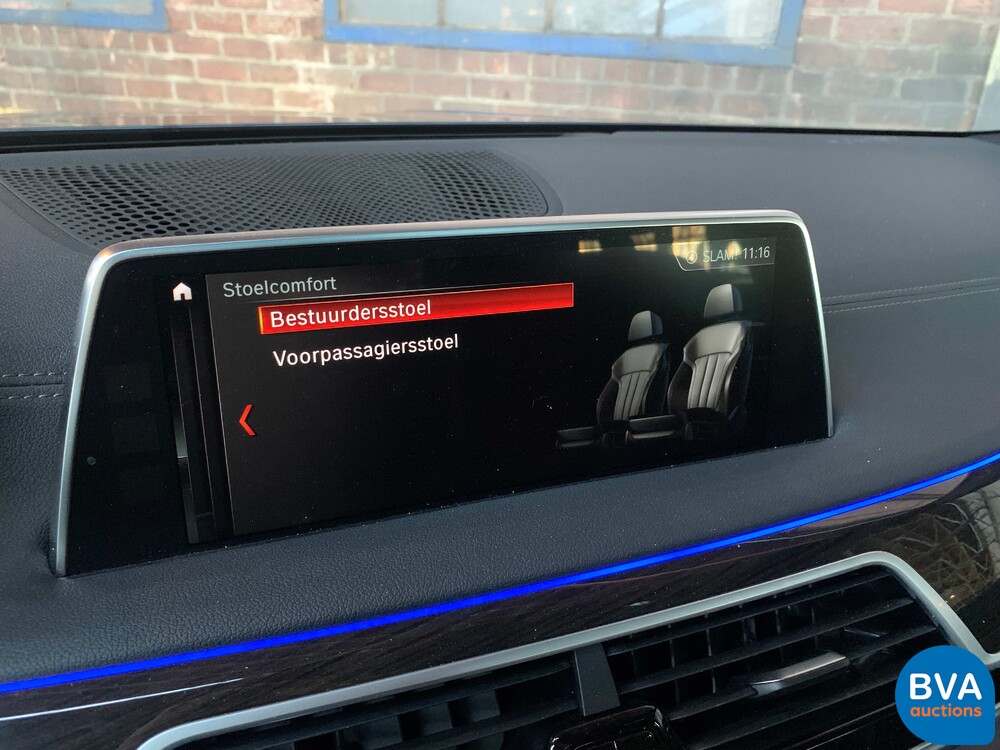 Stoelcomfort
SLAM! 11:16
Bestuurdersstoel
Voorpassagiersstoel
BVA
auctions